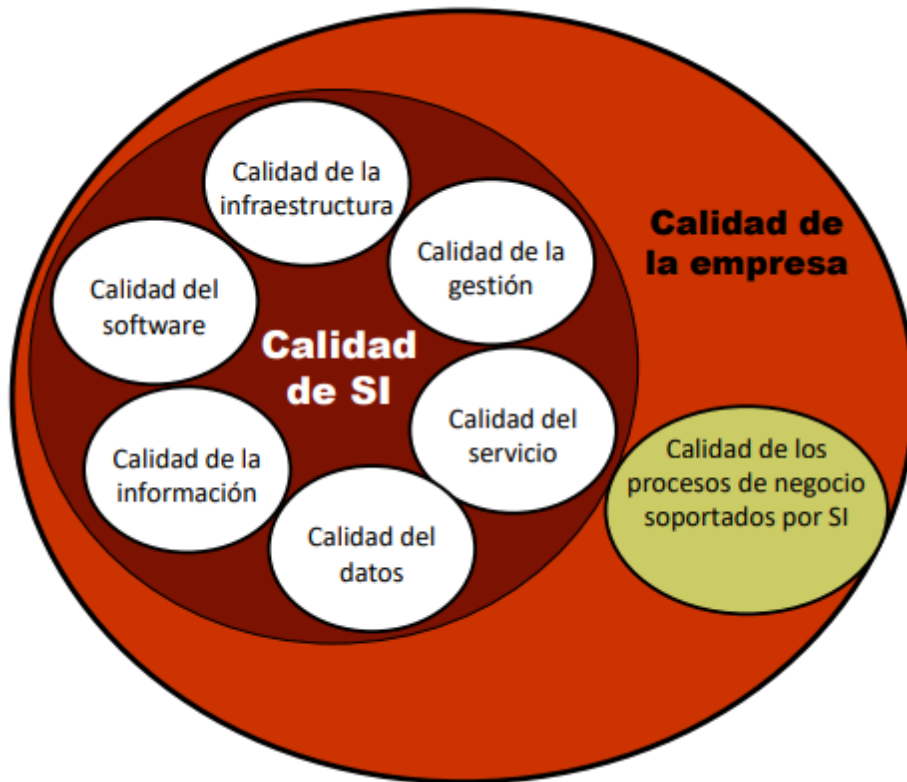 Calidad de la
infraestructura
Calidad de la
gestión
Calidad de
la empresa
Calidad del
software
Calidad
de SI
Calidad del
servicio
Calidad de los
procesos de negocio
soportados por SI
Calidad de la
información
Calidad del
datos